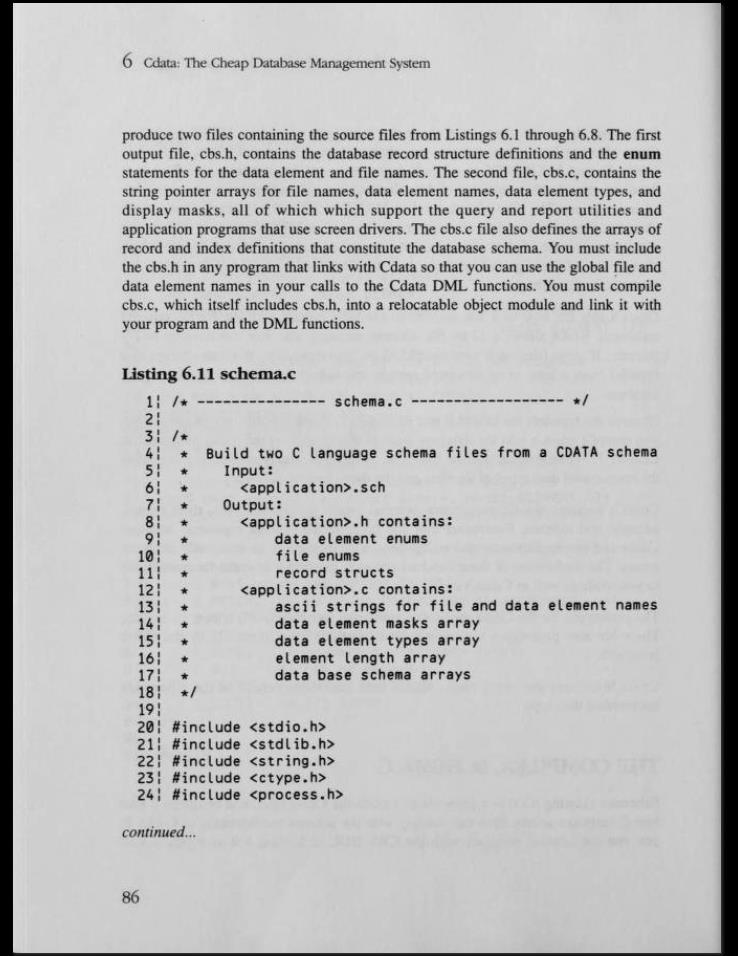 6 Cdata: The Cheap Database Management System
produce two files containing the source files from Listings 6.1 through 6.8. The first
output file, cbs.h, contains the database record structure definitions and the enum
statements for the data element and file names. The second file, cbs.c, contains the
string pointer arrays for file names, data element names, data element types, and
display masks, all of which which support the query and report utilities and
application programs that use screen drivers. The cbs.c file also defines the arrays of
record and index definitions that constitute the database schema. You must include
the cbs.h in any program that links with Cdata so that you can use the global file and
data element names in your calls to the Cdata DML functions. You must compile
cbs.c, which itself includes cbs.h, into a relocatable object module and link it with
your program and the DML functions.
Listing 6.11 schema.c
1¦ /* --------------- schema.c ------------------ */
2¦
3¦ /*
4¦  *  Build two C language schema files from a CDATA schema
5¦  *    Input:
6¦  *      <application>.sch
7¦  *    Output:
8¦  *      <application>.h contains:
9¦  *          data element enums
10¦  *          file enums
11¦  *          record structs
12¦  *      <application>.c contains:
13¦  *          ascii strings for file and data element names
14¦  *          data element masks array
15¦  *          data element types array
16¦  *          element length array
17¦  *          data base schema arrays
18¦  */
19¦
20¦ #include <stdio.h>
21¦ #include <stdlib.h>
22¦ #include <string.h>
23¦ #include <ctype.h>
24¦ #include <process.h>
continued...
86